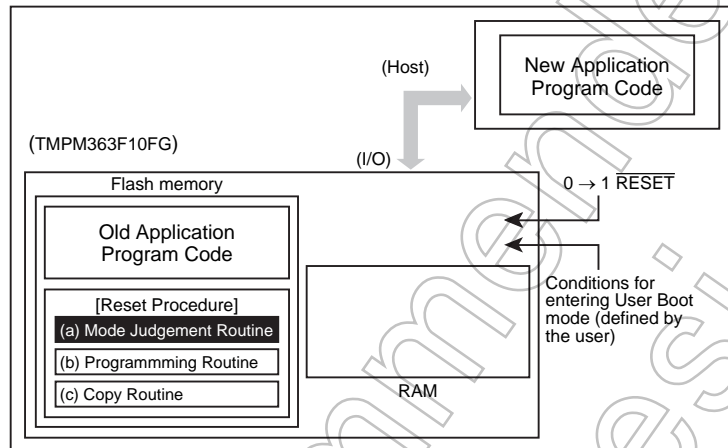 New Application
Program Code
(Host)
(TMPM363F10FG)
(I/O)
0 → 1 RESET
Flash memory
Old Application
Program Code
[Reset Procedure]
(a) Mode Judgement Routine
(b) Programmming Routine
(c) Copy Routine
RAM
Conditions for
entering User Boot
mode (defined by
the user)